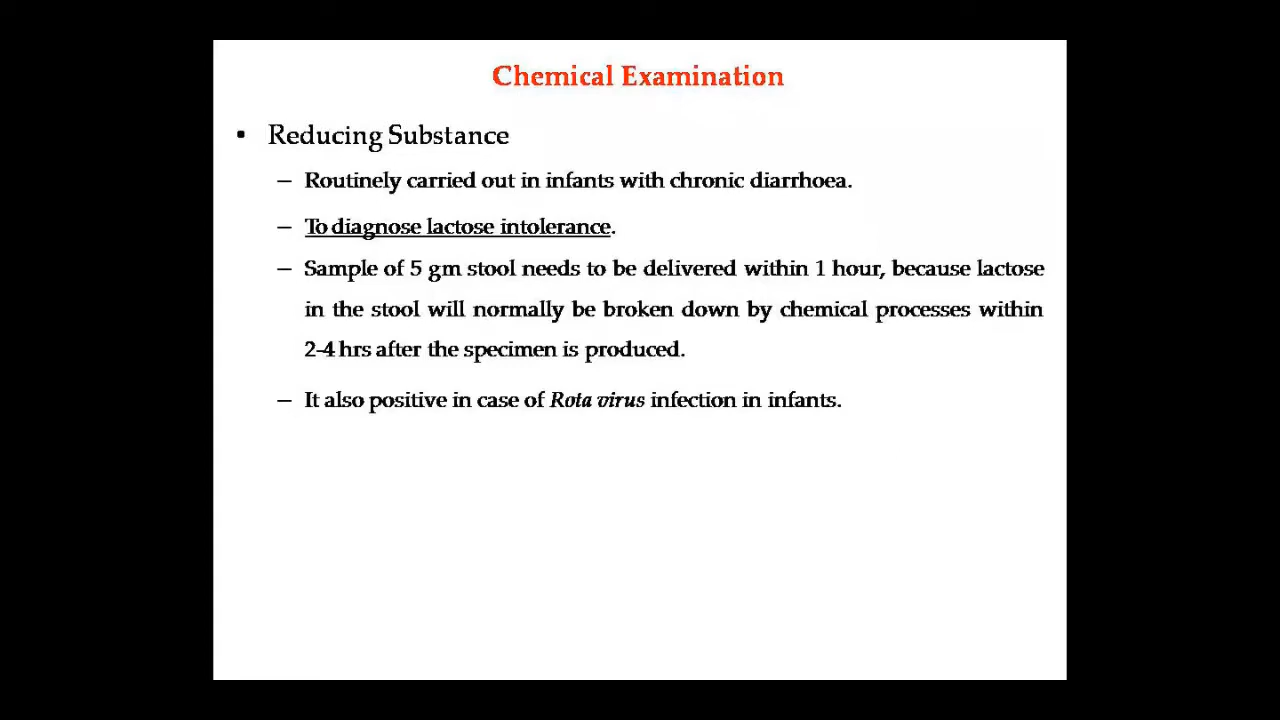 Chemical Examination
• Reducing Substance
– Routinely carried out in infants with chronic diarrhoea.
– To diagnose lactose intolerance.
– Sample of 5 gm stool needs to be delivered within 1 hour, because lactose
in the stool will normally be broken down by chemical processes within
2-4 hrs after the specimen is produced.
– It also positive in case of Rota virus infection in infants.